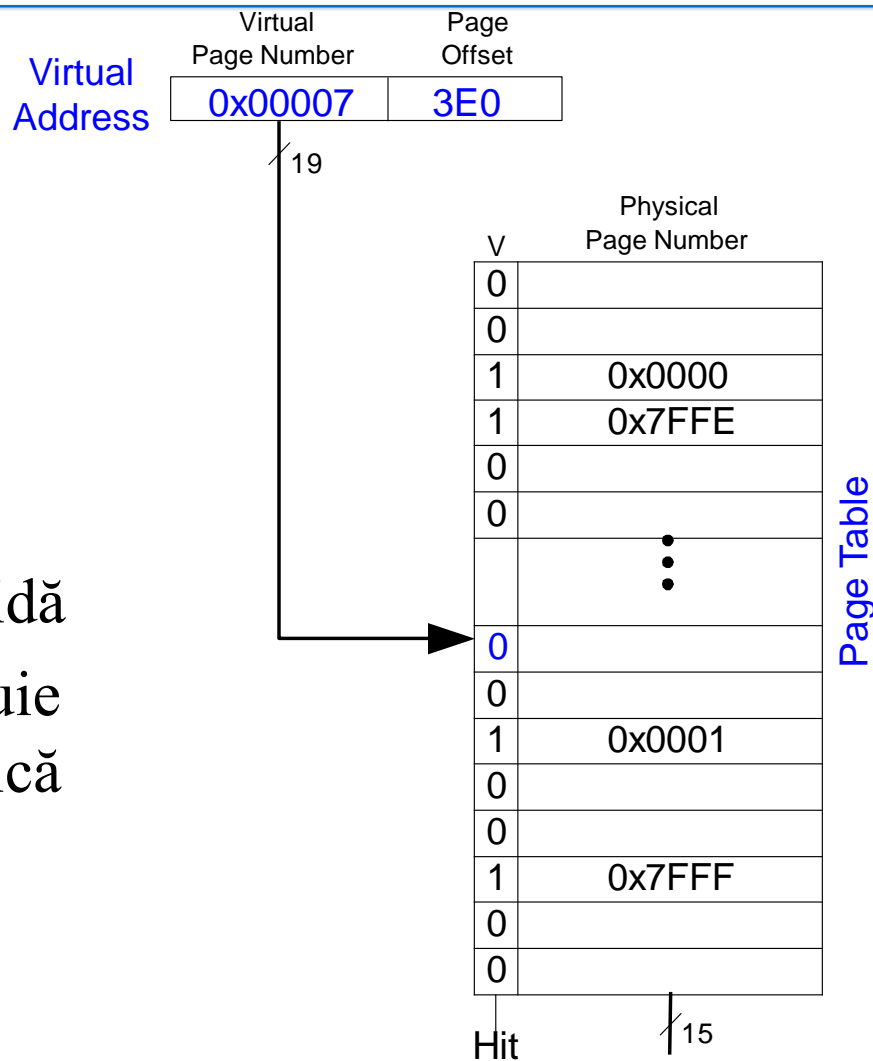 Virtual
Page Number
Page
Offset
Virtual
Address
0x00007
3E0
19
Physical
Page Number
V
0
0
1 0x0000
1 0x7FFE
0
0
0
0
1 0x0001
0
0
1 0x7FFF
0
0
Page Table
Hit
15